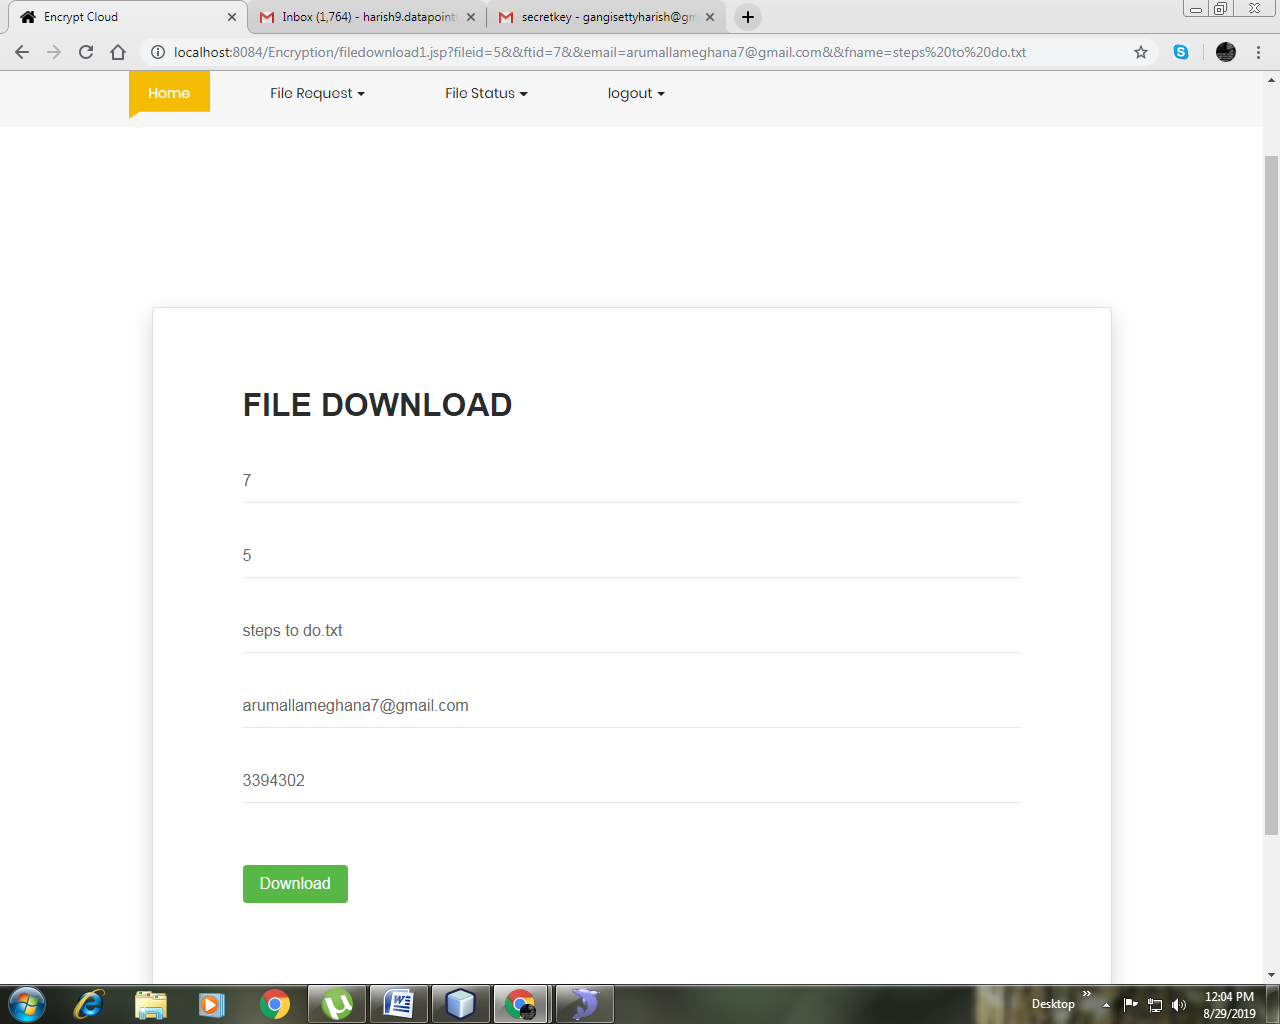 Encrypt Cloud
Inbox (1,764) - harish9.datapoint
secretkey - gangisettyharish@gm
localhost:8084/Encryption/filedownload1.jsp?fileid=5&&ftid=7&&email=arumallameghana7@gmail.com&&fname=steps%20to%20do.txt
Home
File Request
File Status
logout
FILE DOWNLOAD
7
5
steps to do.txt
arumallameghana7@gmail.com
3394302
Download
Desktop
12:04 PM
8/29/2019